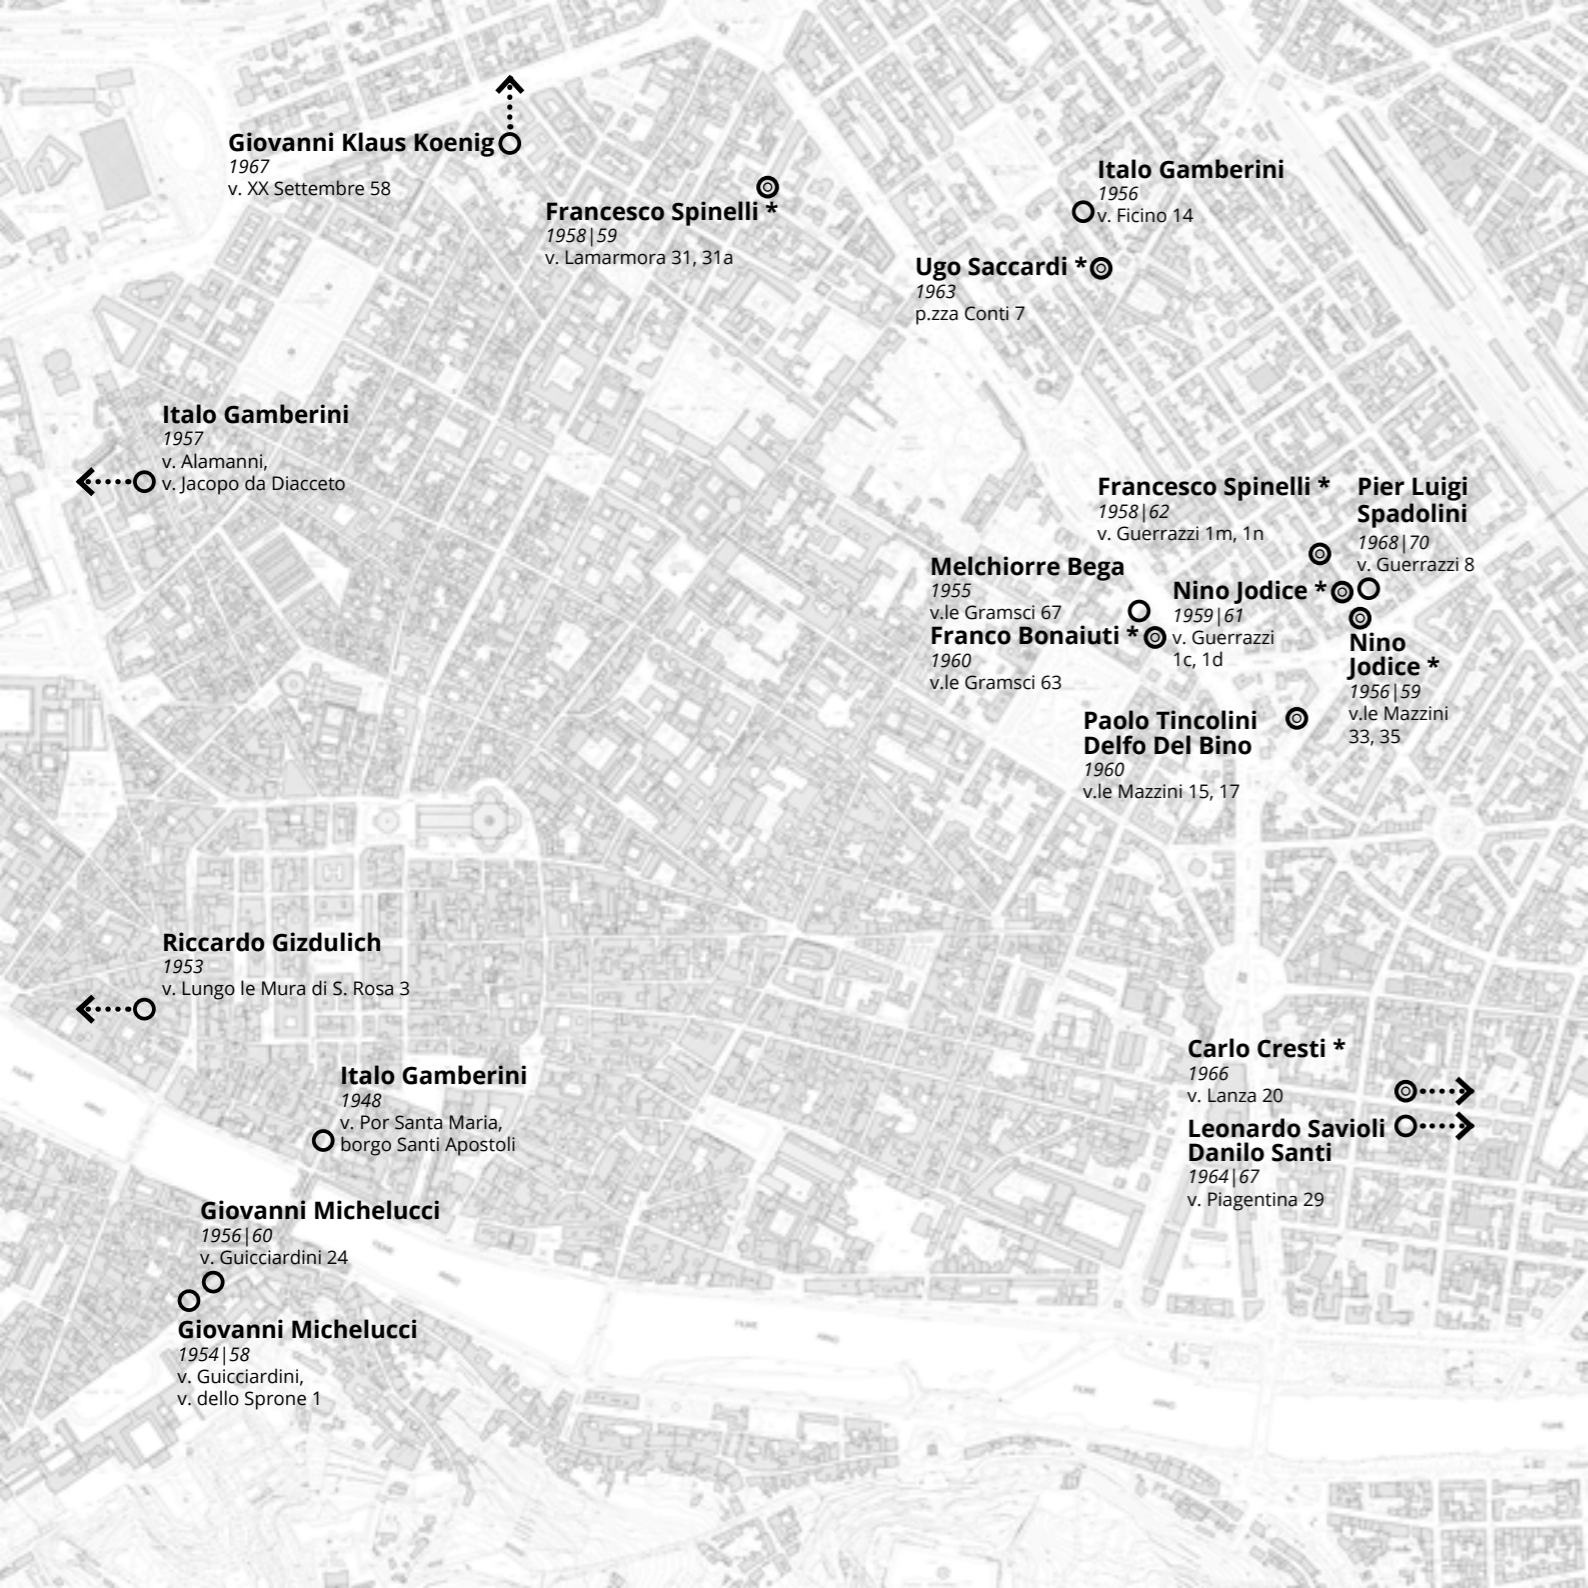 Giovanni Klaus Koenig
1967
v. XX Settembre 58
Francesco Spinelli *
1958|59
v. Lamarmora 31, 31a
Italo Gamberini
1956
v. Ficino 14
Ugo Saccardi *
1963
p.zza Conti 7
Italo Gamberini
1957
v. Alamanni,
v. Jacopo da Diacceto
Francesco Spinelli *
1958|62
v. Guerrazzi 1m, 1n
Pier Luigi
Spadolini
1968|70
v. Guerrazzi 8
Melchiorre Bega
1955
v.le Gramsci 67
Franco Bonaiuti *
1960
v.le Gramsci 63
Nino Jodice *
1959|61
v. Guerrazzi
1c, 1d
Nino
Jodice *
1956|59
v.le Mazzini
33, 35
Paolo Tincolini
Delfo Del Bino
1960
v.le Mazzini 15, 17
Riccardo Gizdulich
1953
v. Lungo le Mura di S. Rosa 3
Italo Gamberini
1948
v. Por Santa Maria,
borgo Santi Apostoli
Carlo Cresti *
1966
v. Lanza 20
Leonardo Savioli
Danilo Santi
1964|67
v. Piagentina 29
Giovanni Michelucci
1956|60
v. Guicciardini 24
Giovanni Michelucci
1954|58
v. Guicciardini,
v. dello Sprone 1